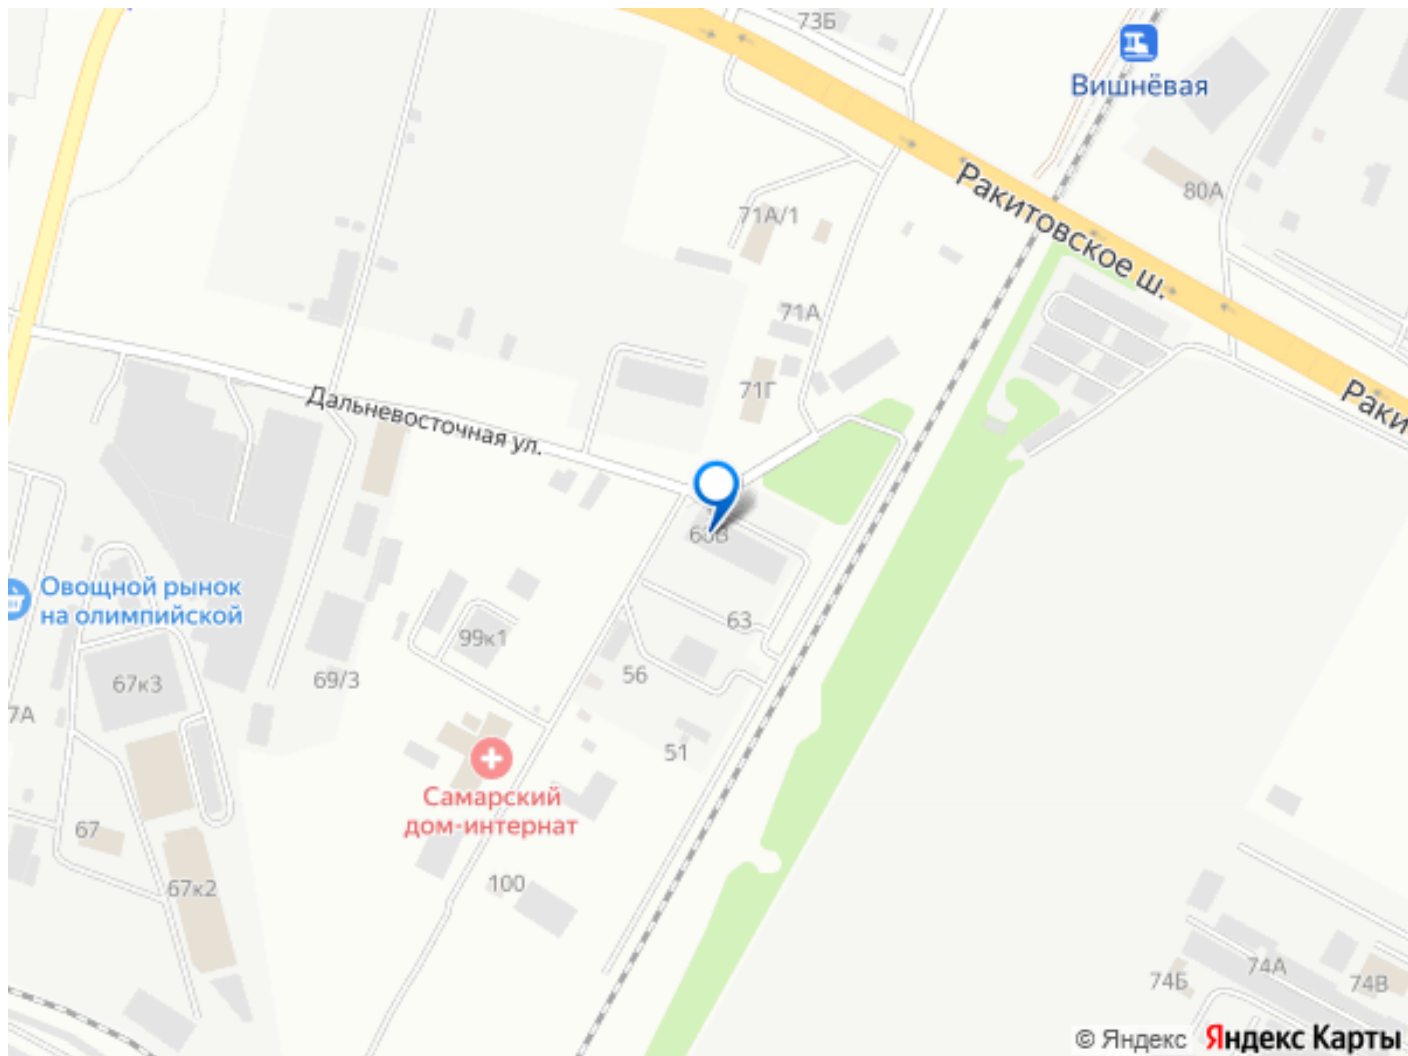 73Б
Вишнёвая
80А
Ракитовское ш.
71А/1
71А
71Г
Раки
Дальневосточная ул.
Овощной рынок
на олимпийской
63
99к1
69/3
67к3
56
7А
51
Самарский
дом-интернат
67
67к2
100
74Б
74А
74В
© Яндекс
Яндекс Карты